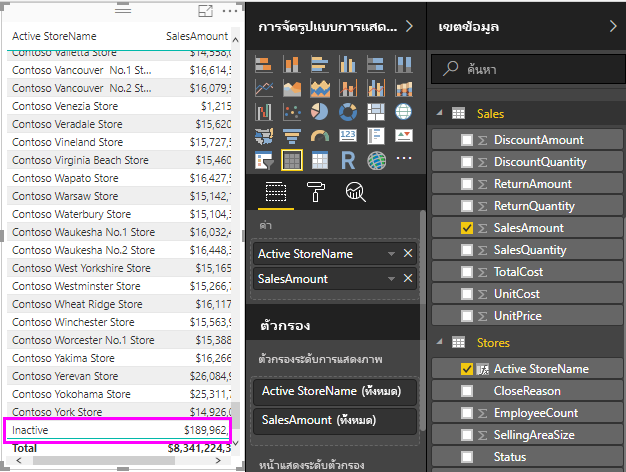 Active StoreName SalesAmount
Contoso Valletta Store $14,558,0
Contoso Vancouver No.1 St... $16,614,5
Contoso Vancouver No.2 St... $16,079,5
Contoso Venezia Store $1,215
Contoso Veradale Store $15,620
Contoso Vineland Store $15,727,
Contoso Virginia Beach Store $15,460
Contoso Wapato Store $16,427,5
Contoso Warsaw Store $15,142,1
Contoso Waterbury Store $15,104,3
Contoso Waukesha No.1 Store $16,032,4
Contoso Waukesha No.2 Store $16,448,3
Contoso West Yorkshire Store $15,165
Contoso Westminster Store $15,266,7
Contoso Wheat Ridge Store $16,117
Contoso Winchester Store $15,563,9
Contoso Worcester No.1 Store $15,388
Contoso Yakima Store $16,266
Contoso Yerevan Store $26,084,9
Contoso Yokohama Store $25,311,7
Contoso York Store $14,926,0
Inactive $189,962,
Total $8,341,224,3
การจัดรูปแบบการแสด...
123
R
ค่า
Active StoreName
SalesAmount
ตัวกรอง
ตัวกรองระดับการแสดงภาพ
Active StoreName (ทั้งหมด)
SalesAmount (ทั้งหมด)
หน้าแสดงระดับตัวกรอง
เขตข้อมูล
ค้นหา
Sales
DiscountAmount
DiscountQuantity
ReturnAmount
ReturnQuantity
SalesAmount
SalesQuantity
TotalCost
UnitCost
UnitPrice
Stores
Active StoreName
CloseReason
EmployeeCount
SellingAreaSize
Status